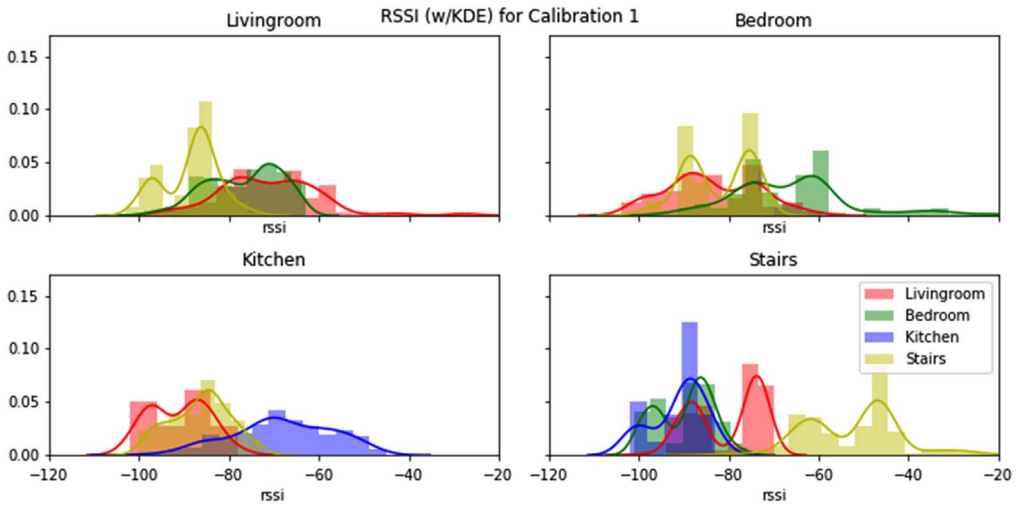 RSSI (w/KDE) for Calibration 1
Livingroom
Bedroom
0.15
0.10
0.05
0.00
rssi
rssi
Kitchen
Stairs
0.15
0.10
0.05
0.00
Livingroom
Bedroom
Kitchen
Stairs
−120 −100 −80 −60 −40 −20
−120 −100 −80 −60 −40 −20
rssi
rssi